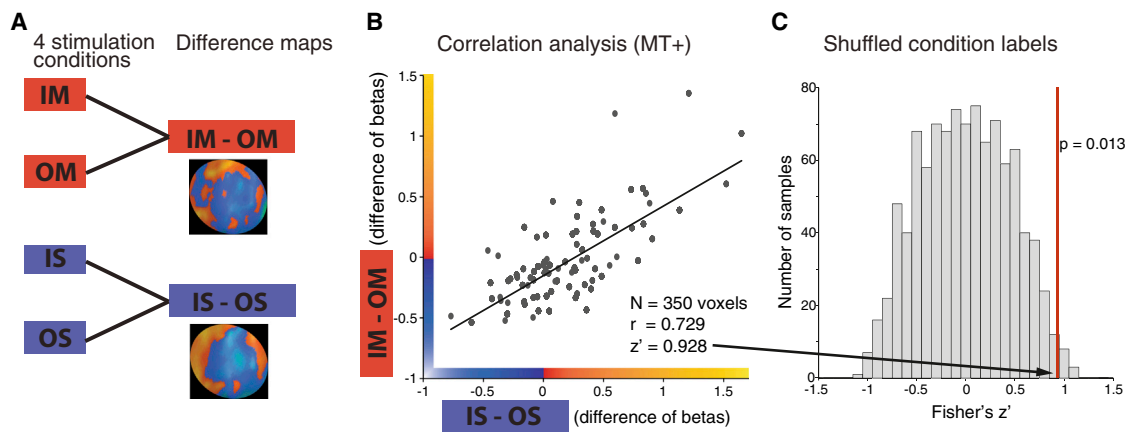 A
4 stimulation
conditions
Difference maps
IM
OM
IM - OM
IS
OS
IS - OS
B
Correlation analysis (MT+)
1.5
1
0.5
0
-0.5
-1
(difference of betas)
IM - OM
N = 350 voxels
r = 0.729
z' = 0.928
-1 -0.5 0 0.5 1 1.5
IS - OS (difference of betas)
C
Shuffled condition labels
80
60
40
20
0
Number of samples
p = 0.013
-1.5 -1 -0.5 0 0.5 1 1.5
Fisher's z'